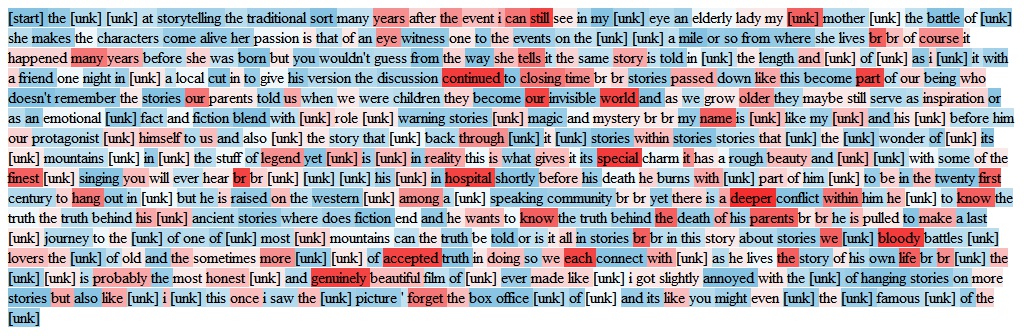 [start] the [unk] [unk] at storytelling the traditional sort many years after the event i can still see in my [unk] eye an elderly lady my [unk] mother [unk] the battle of [unk]
she makes the characters come alive her passion is that of an eye witness one to the events on the [unk] [unk] a mile or so from where she lives br br of course it
happened many years before she was born but you wouldn't guess from the way she tells it the same story is told in [unk] the length and [unk] of [unk] as i [unk] it with
a friend one night in [unk] a local cut in to give his version the discussion continued to closing time br br stories passed down like this become part of our being who
doesn't remember the stories our parents told us when we were children they become our invisible world and as we grow older they maybe still serve as inspiration or
as an emotional [unk] fact and fiction blend with [unk] role [unk] warning stories [unk] magic and mystery br br my name is [unk] like my [unk] and his [unk] before him
our protagonist [unk] himself to us and also [unk] the story that [unk] back through [unk] it [unk] stories within stories stories that [unk] the [unk] wonder of [unk] its
[unk] mountains [unk] in [unk] the stuff of legend yet [unk] is [unk] in reality this is what gives it its special charm it has a rough beauty and [unk] [unk] with some of the
finest [unk] singing you will ever hear br br [unk] [unk] [unk] his [unk] in hospital shortly before his death he burns with [unk] part of him [unk] to be in the twenty first
century to hang out in [unk] but he is raised on the western [unk] among a [unk] speaking community br br yet there is a deeper conflict within him he [unk] to know the
truth the truth behind his [unk] ancient stories where does fiction end and he wants to know the truth behind the death of his parents br br he is pulled to make a last
[unk] journey to the [unk] of one of [unk] most [unk] mountains can the truth be told or is it all in stories br br in this story about stories we [unk] bloody battles [unk]
lovers the [unk] of old and the sometimes more [unk] [unk] of accepted truth in doing so we each connect with [unk] as he lives the story of his own life br br [unk] the
[unk] [unk] is probably the most honest [unk] and genuinely beautiful film of [unk] ever made like [unk] i got slightly annoyed with the [unk] of hanging stories on more
stories but also like [unk] i [unk] this once i saw the [unk] picture ' forget the box office [unk] of [unk] and its like you might even [unk] the [unk] famous [unk] of the
[unk]